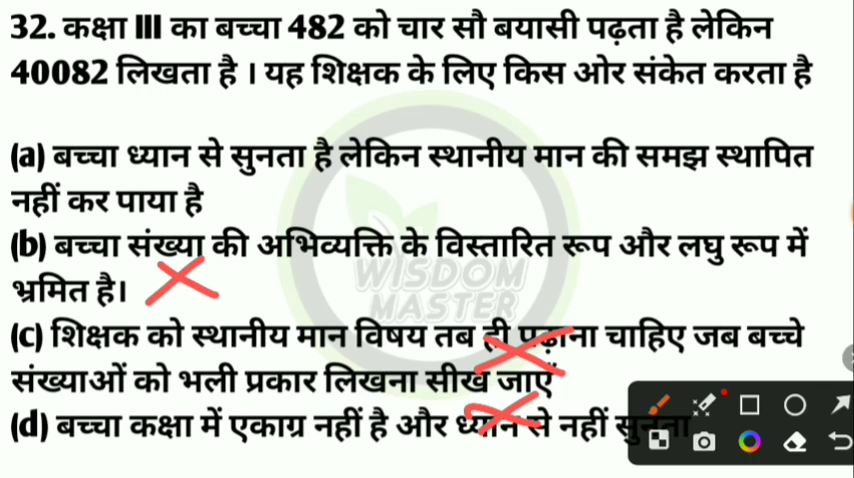 32. कक्षा III का बच्चा 482 को चार सौ बयासी पढ़ता है लेकिन
40082 लिखता है । यह शिक्षक के लिए किस ओर संकेत करता है
(a) बच्चा ध्यान से सुनता है लेकिन स्थानीय मान की समझ स्थापित
नहीं कर पाया है
(b) बच्चा संख्या की अभिव्यक्ति के विस्तारित रूप और लघु रूप में
भ्रमित है।
(c) शिक्षक को स्थानीय मान विषय तब ही पढ़ाना चाहिए जब बच्चे
संख्याओं को भली प्रकार लिखना सीख जाएँ
(d) बच्चा कक्षा में एकाग्र नहीं है और ध्यान से नहीं सुनता
WISDOM
MASTER